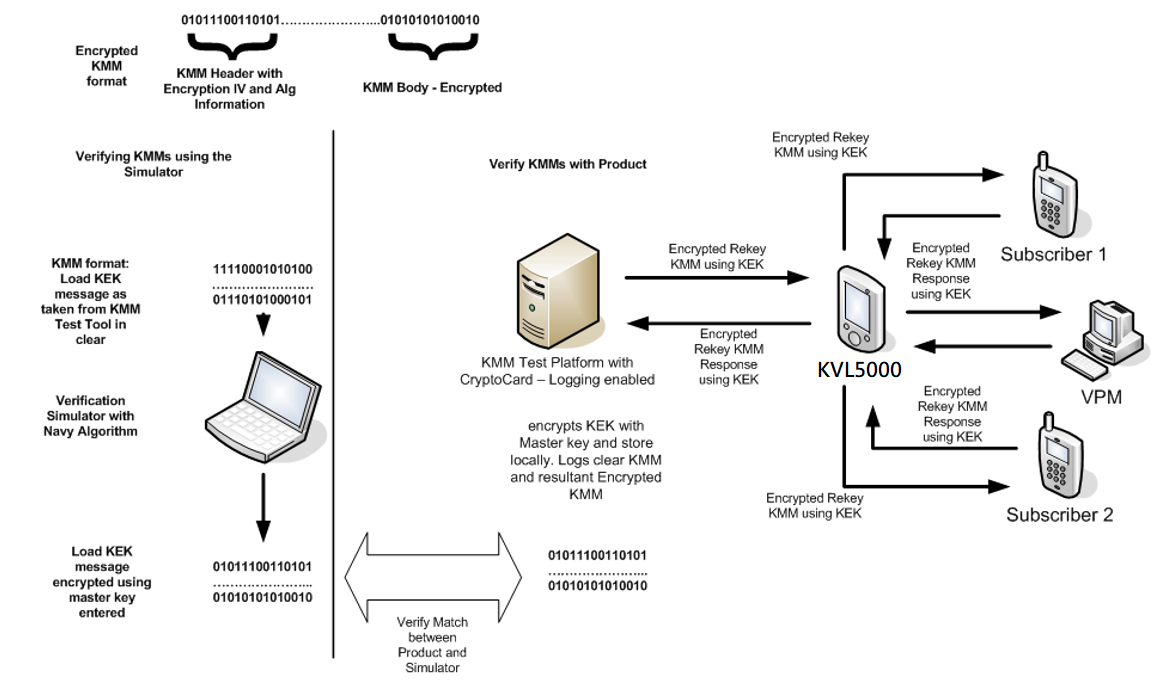 01011100110101........................01010101010010
Encrypted
KMM
format
KMM Header with
Encryption IV and Alg
Information
KMM Body - Encrypted
Verifying KMMs using the
Simulator
KMM format:
Load KEK
message as
taken from KMM
Test Tool in
clear
11110001010100
........................
01110101000101
Verification
Simulator with
Navy Algorithm
Load KEK
message
encrypted using
master key
entered
01011100110101
........................
01010101010010
Verify KMMs with Product
KMM Test Platform with
CryptoCard – Logging enabled
encrypts KEK with
Master key and store
locally. Logs clear KMM
and resultant Encrypted
KMM
01011100110101
........................
01010101010010
Verify Match
between
Product and
Simulator
Encrypted Rekey
KMM using KEK
Encrypted
Rekey KMM
Response
using KEK
KVL5000
Encrypted Rekey
KMM using KEK
Subscriber 1
Encrypted
Rekey KMM
Response
using KEK
VPM
Encrypted
Rekey KMM
Response
using KEK
Encrypted Rekey
KMM using KEK
Subscriber 2